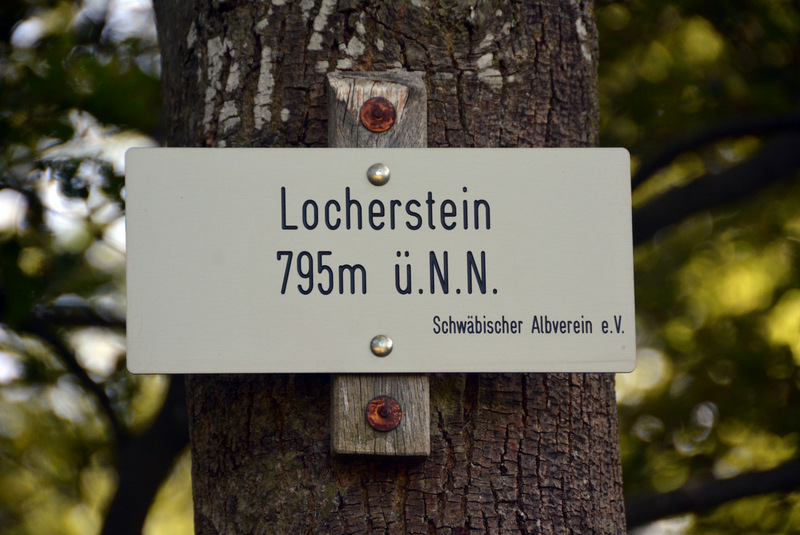 Locherstein
795m ü.N.N.
Schwäbischer Albverein e.V.